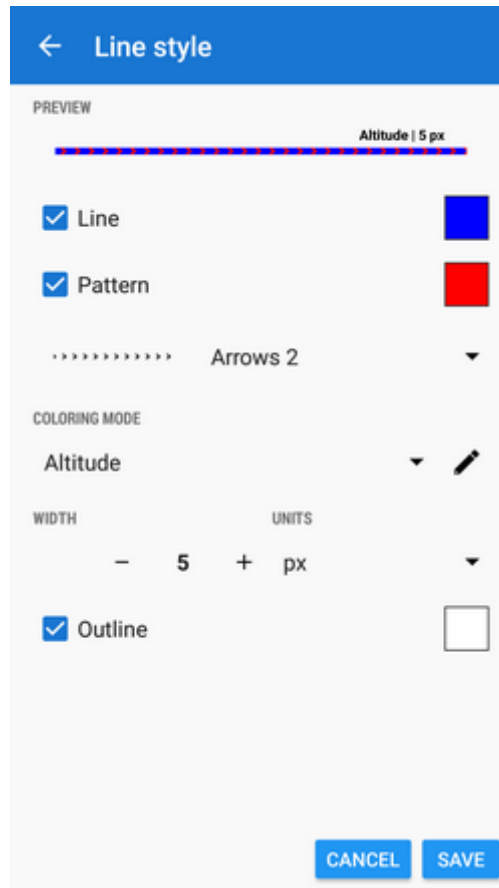 Line style
PREVIEW
Altitude | 5 px
Line
Pattern
Arrows 2
COLORING MODE
Altitude
WIDTH UNITS
− 5 + px
Outline
CANCEL SAVE